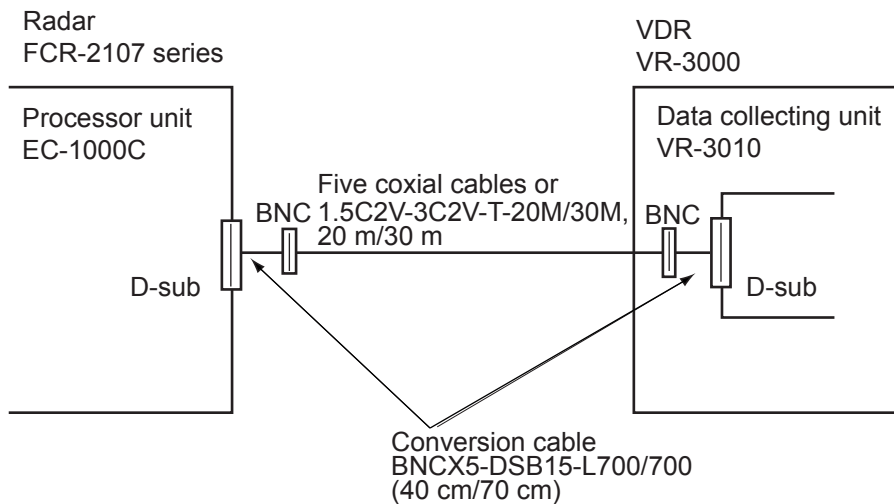 Radar
FCR-2107 series
VDR
VR-3000
Processor unit
EC-1000C
Data collecting unit
VR-3010
Five coxial cables or
BNC 1.5C2V-3C2V-T-20M/30M, BNC
20 m/30 m
D-sub
D-sub
Conversion cable
BNCX5-DSB15-L700/700
(40 cm/70 cm)